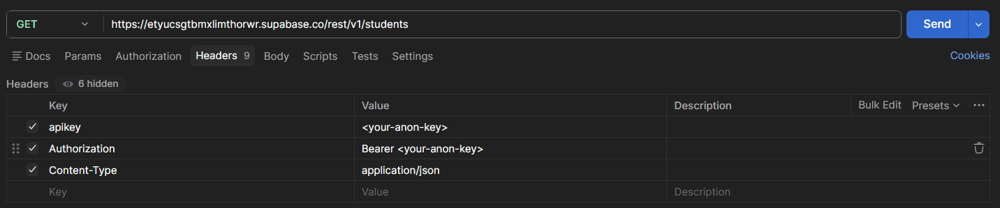 GET https://etyucsgtbmxlimthorwr.supabase.co/rest/v1/students Send
Docs Params Authorization Headers 9 Body Scripts Tests Settings Cookies
Headers 6 hidden
Key Value Description Bulk Edit Presets
apikey <your-anon-key>
Authorization Bearer <your-anon-key>
Content-Type application/json
Key Value Description